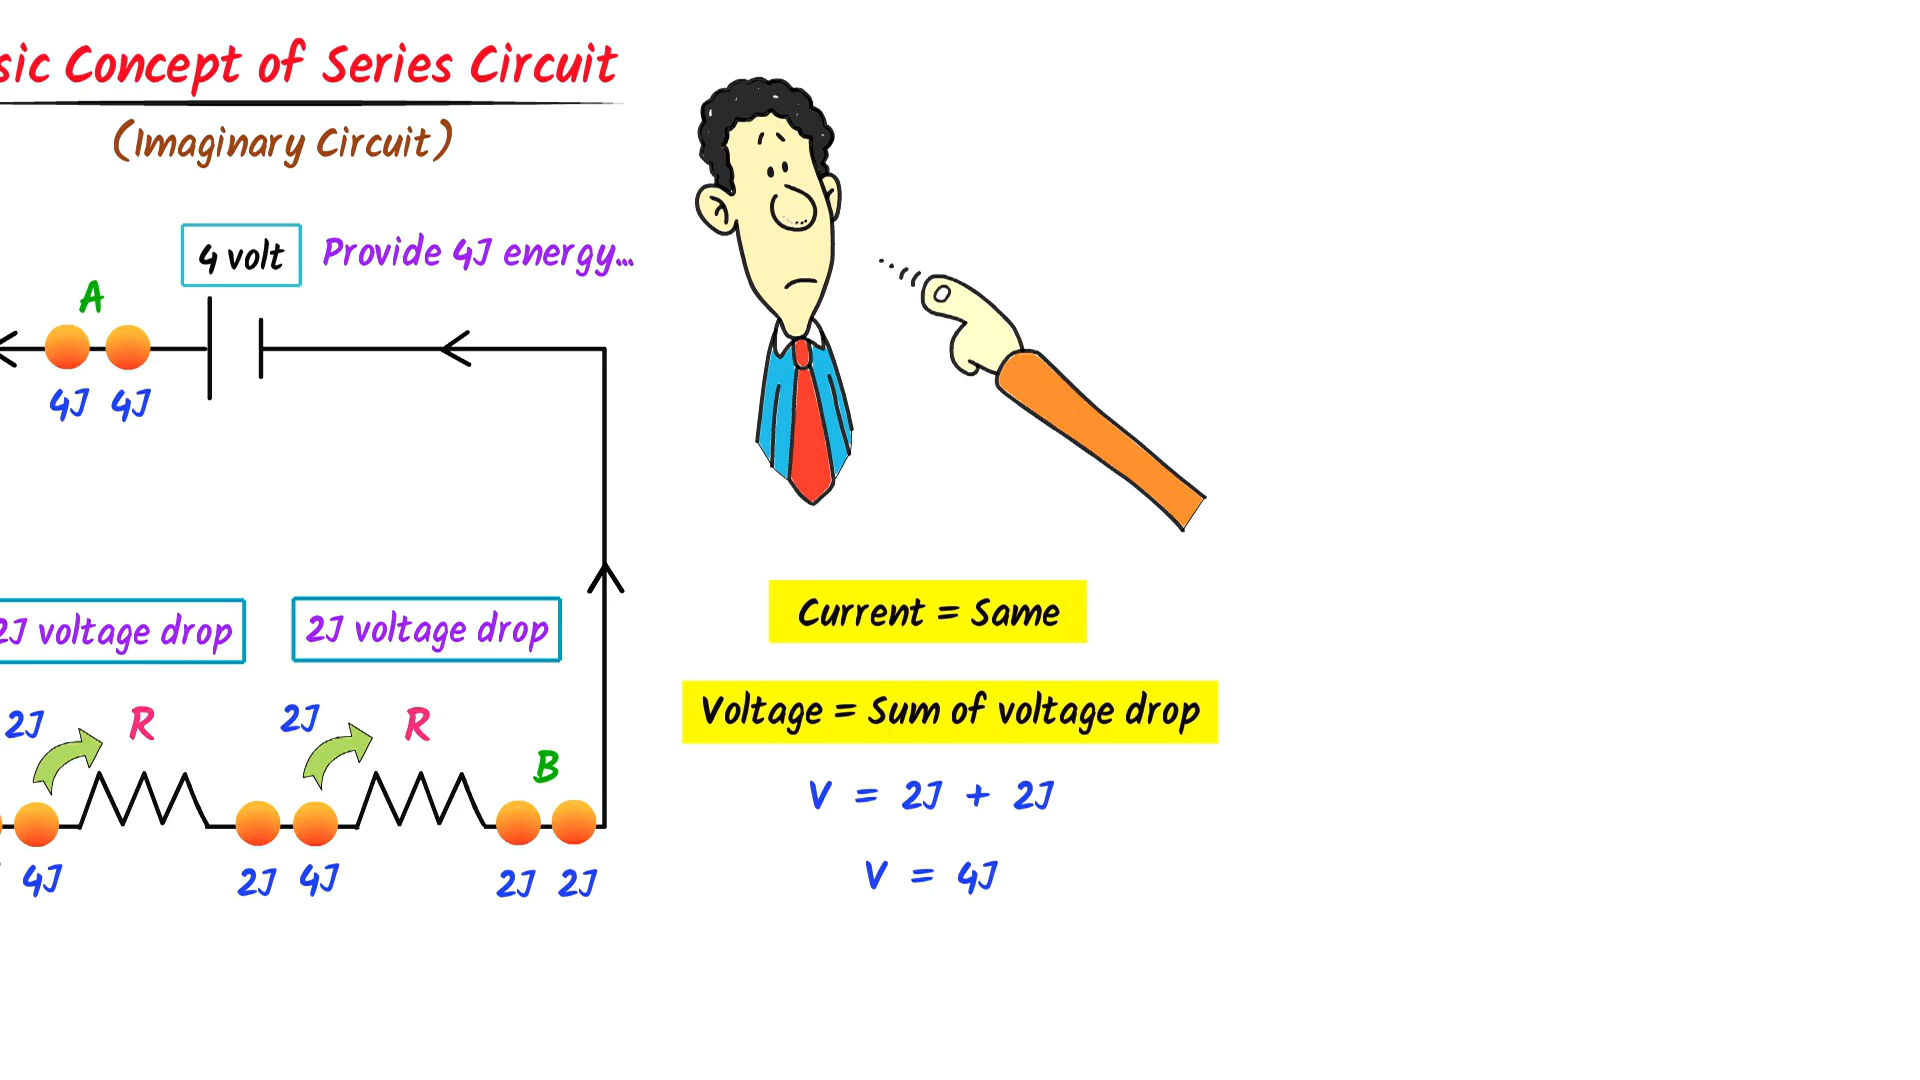 sic Concept of Series Circuit
(Imaginary Circuit)
4 volt
Provide 4J energy...
A
4J 4J
2J voltage drop
2J voltage drop
2J
R
2J
R
B
4J
2J 4J
2J 2J
Current = Same
Voltage = Sum of voltage drop
V = 2J + 2J
V = 4J